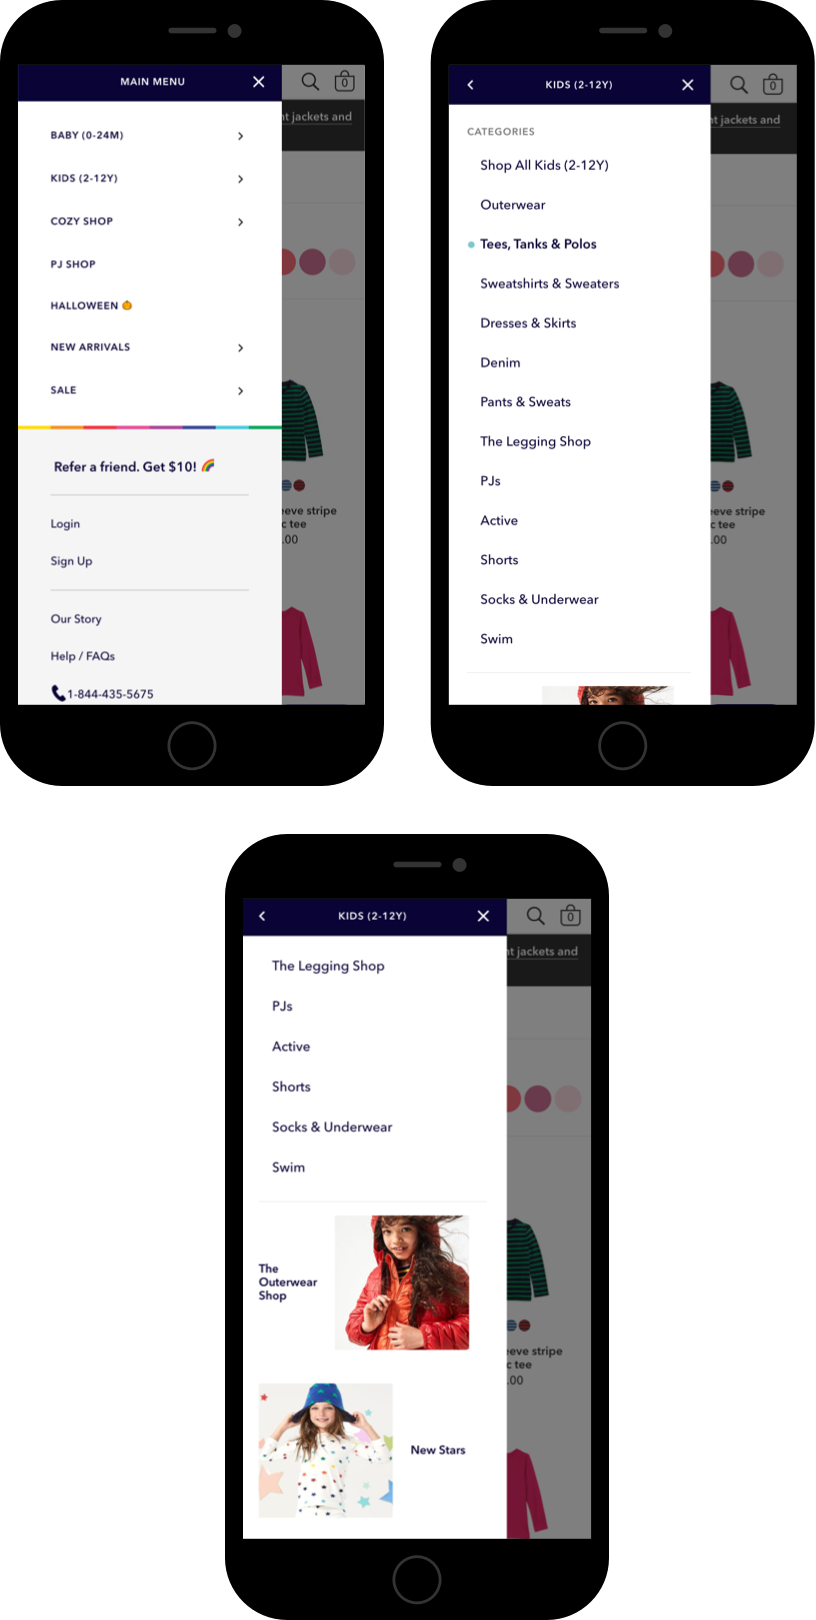 MAIN MENU
0
nt jackets and
BABY (0-24M)
KIDS (2-12Y)
COZY SHOP
PJ SHOP
HALLOWEEN 🎃
NEW ARRIVALS
SALE
Refer a friend. Get $10! 🌈
Login
eeve stripe
c tee
.00
Sign Up
Our Story
Help / FAQs
1-844-435-5675
KIDS (2-12Y)
0
nt jackets and
CATEGORIES
Shop All Kids (2-12Y)
Outerwear
Tees, Tanks & Polos
Sweatshirts & Sweaters
Dresses & Skirts
Denim
Pants & Sweats
The Legging Shop
PJs
Active
Shorts
Socks & Underwear
Swim
eeve stripe
c tee
.00
KIDS (2-12Y)
0
nt jackets and
The Legging Shop
PJs
Active
Shorts
Socks & Underwear
Swim
The
Outerwear
Shop
eeve stripe
c tee
.00
New Stars